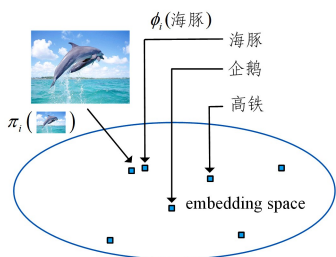 ϕᵢ(海豚)
海豚
企鹅
πᵢ( )
高铁
embedding space